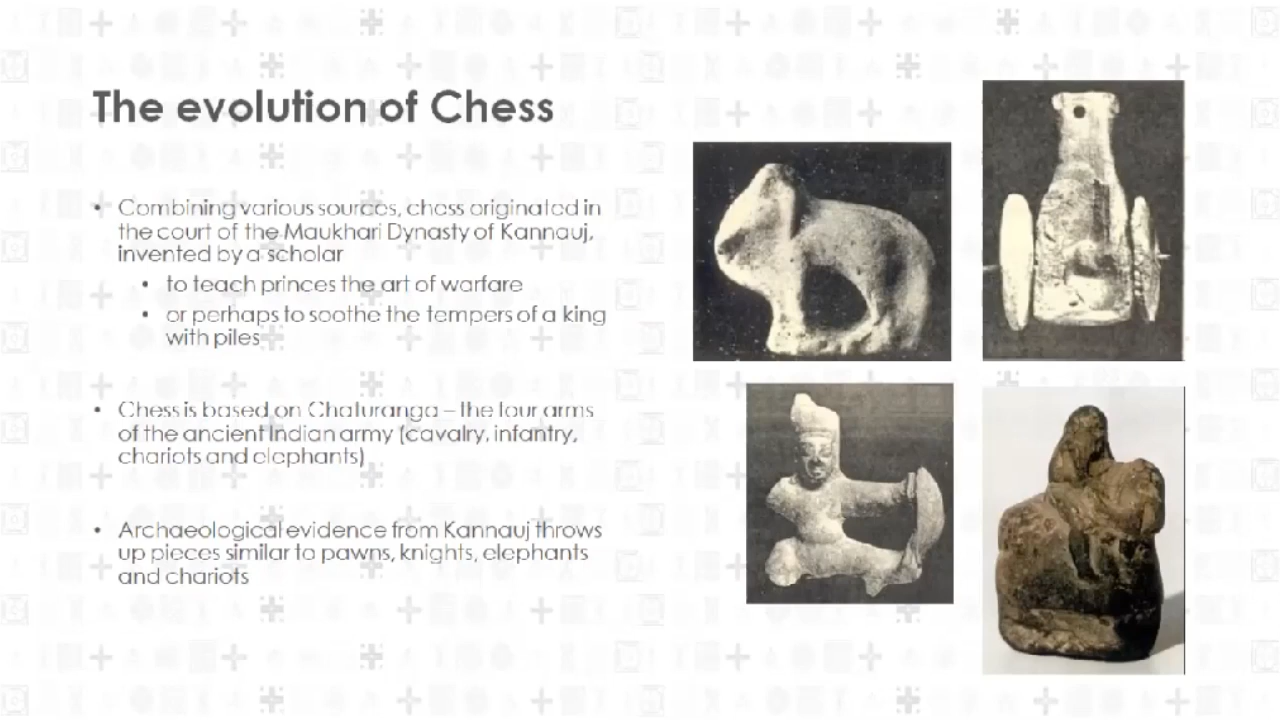 The evolution of Chess
• Combining various sources, chess originated in
the court of the Maukhari Dynasty of Kannauj,
invented by a scholar
• to teach princes the art of warfare
• or perhaps to soothe the tempers of a king
with piles
• Chess is based on Chaturanga – the four arms
of the ancient Indian army (cavalry, infantry,
chariots and elephants)
• Archaeological evidence from Kannauj throws
up pieces similar to pawns, knights, elephants
and chariots